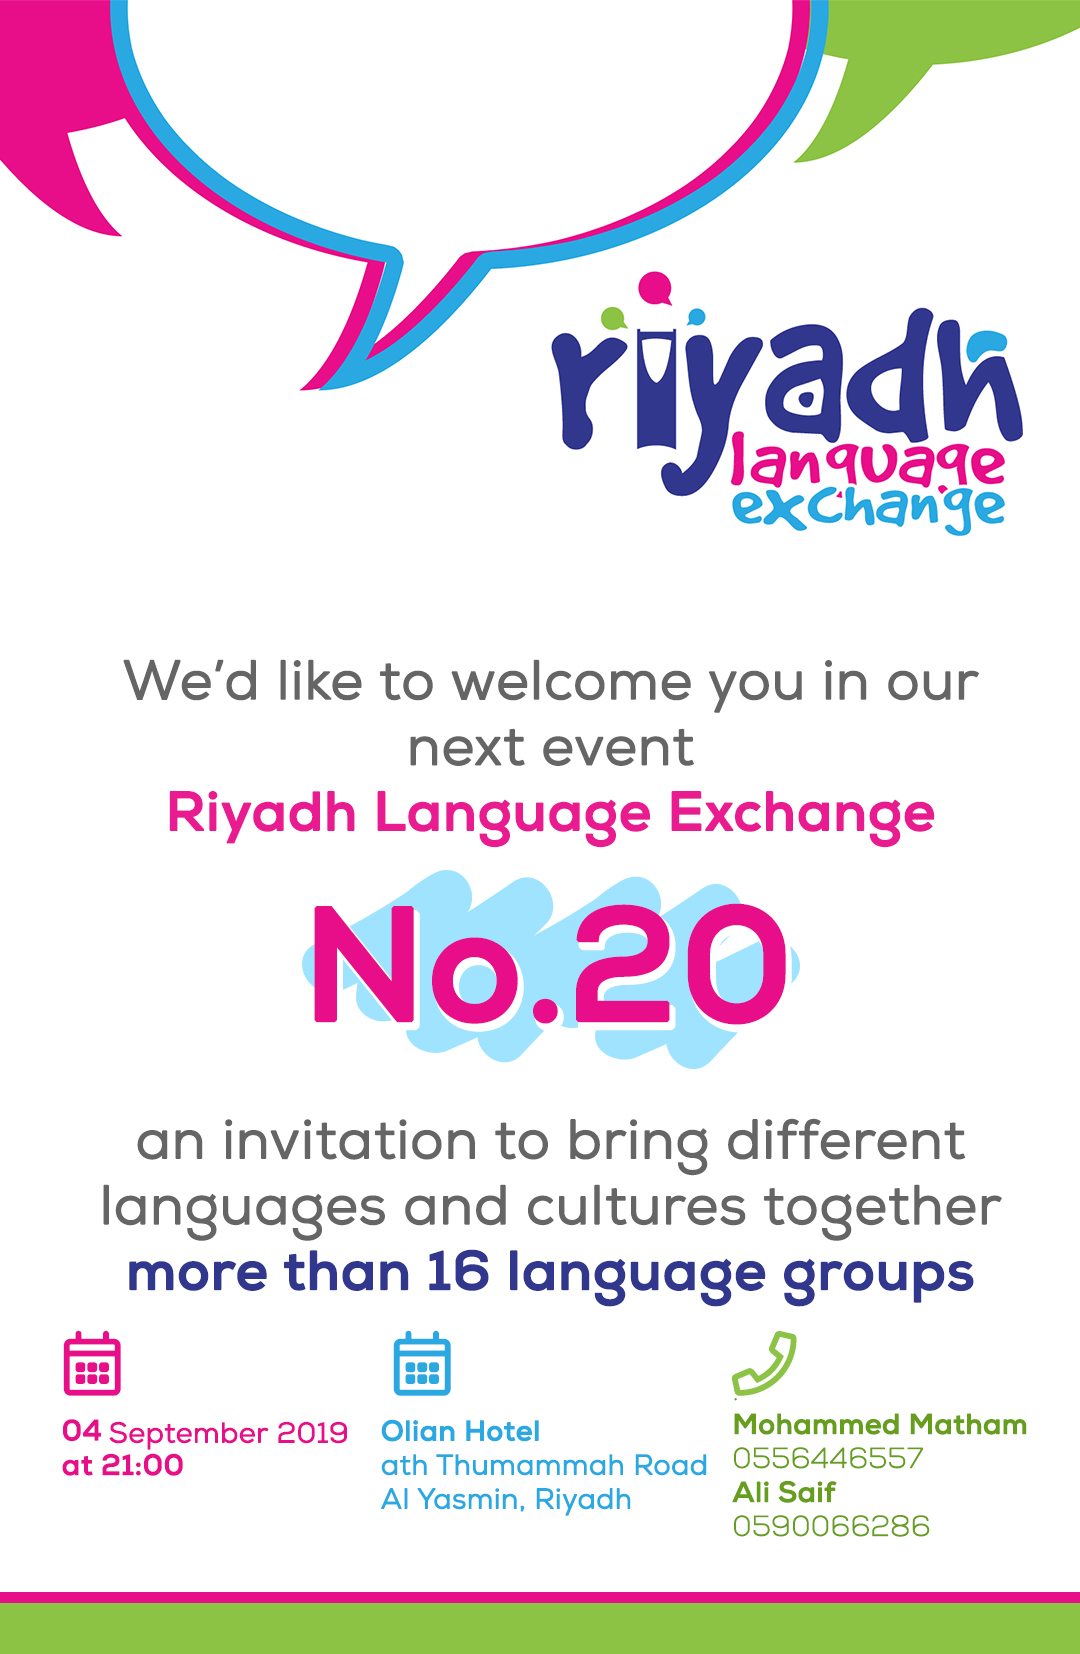 riyadh
language
exchange
We'd like to welcome you in our
next event
Riyadh Language Exchange
No.20
an invitation to bring different
languages and cultures together
more than 16 language groups
04 September 2019
at 21:00
Olian Hotel
ath Thumammah Road
Al Yasmin, Riyadh
Mohammed Matham
0556446557
Ali Saif
0590066286